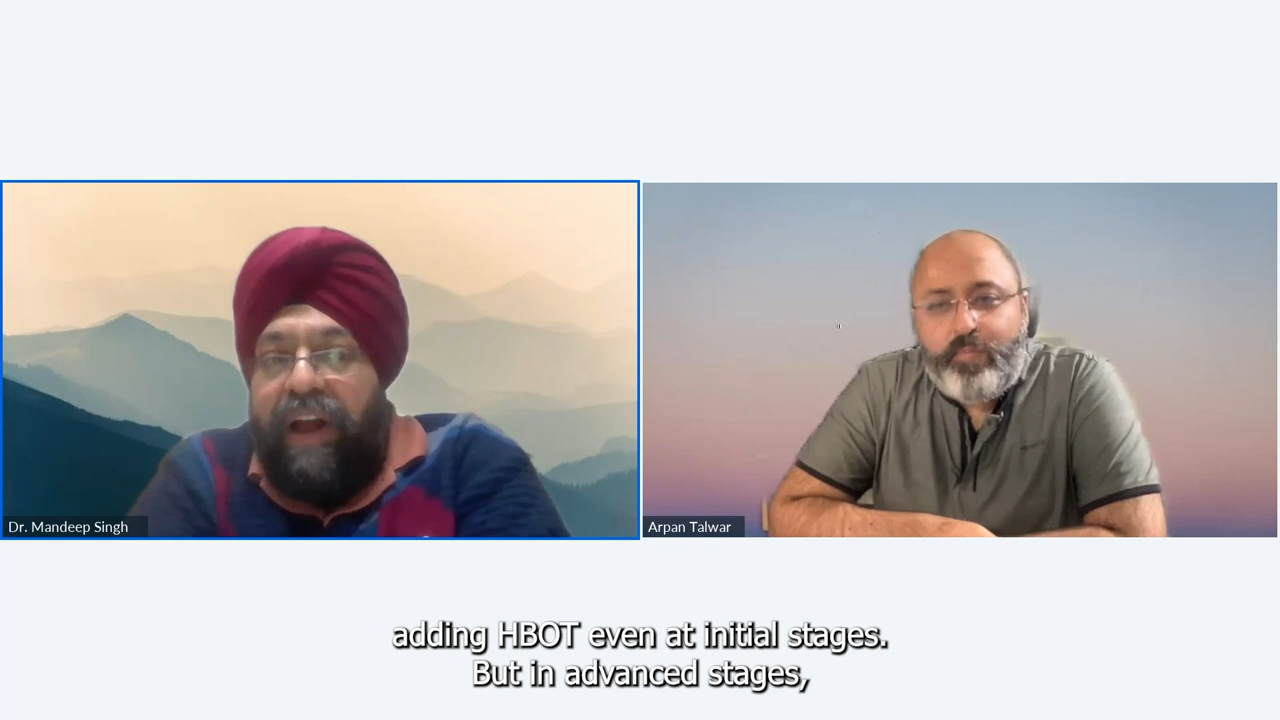 Dr. Mandeep Singh
Arpan Talwar
adding HBOT even at initial stages.
But in advanced stages,